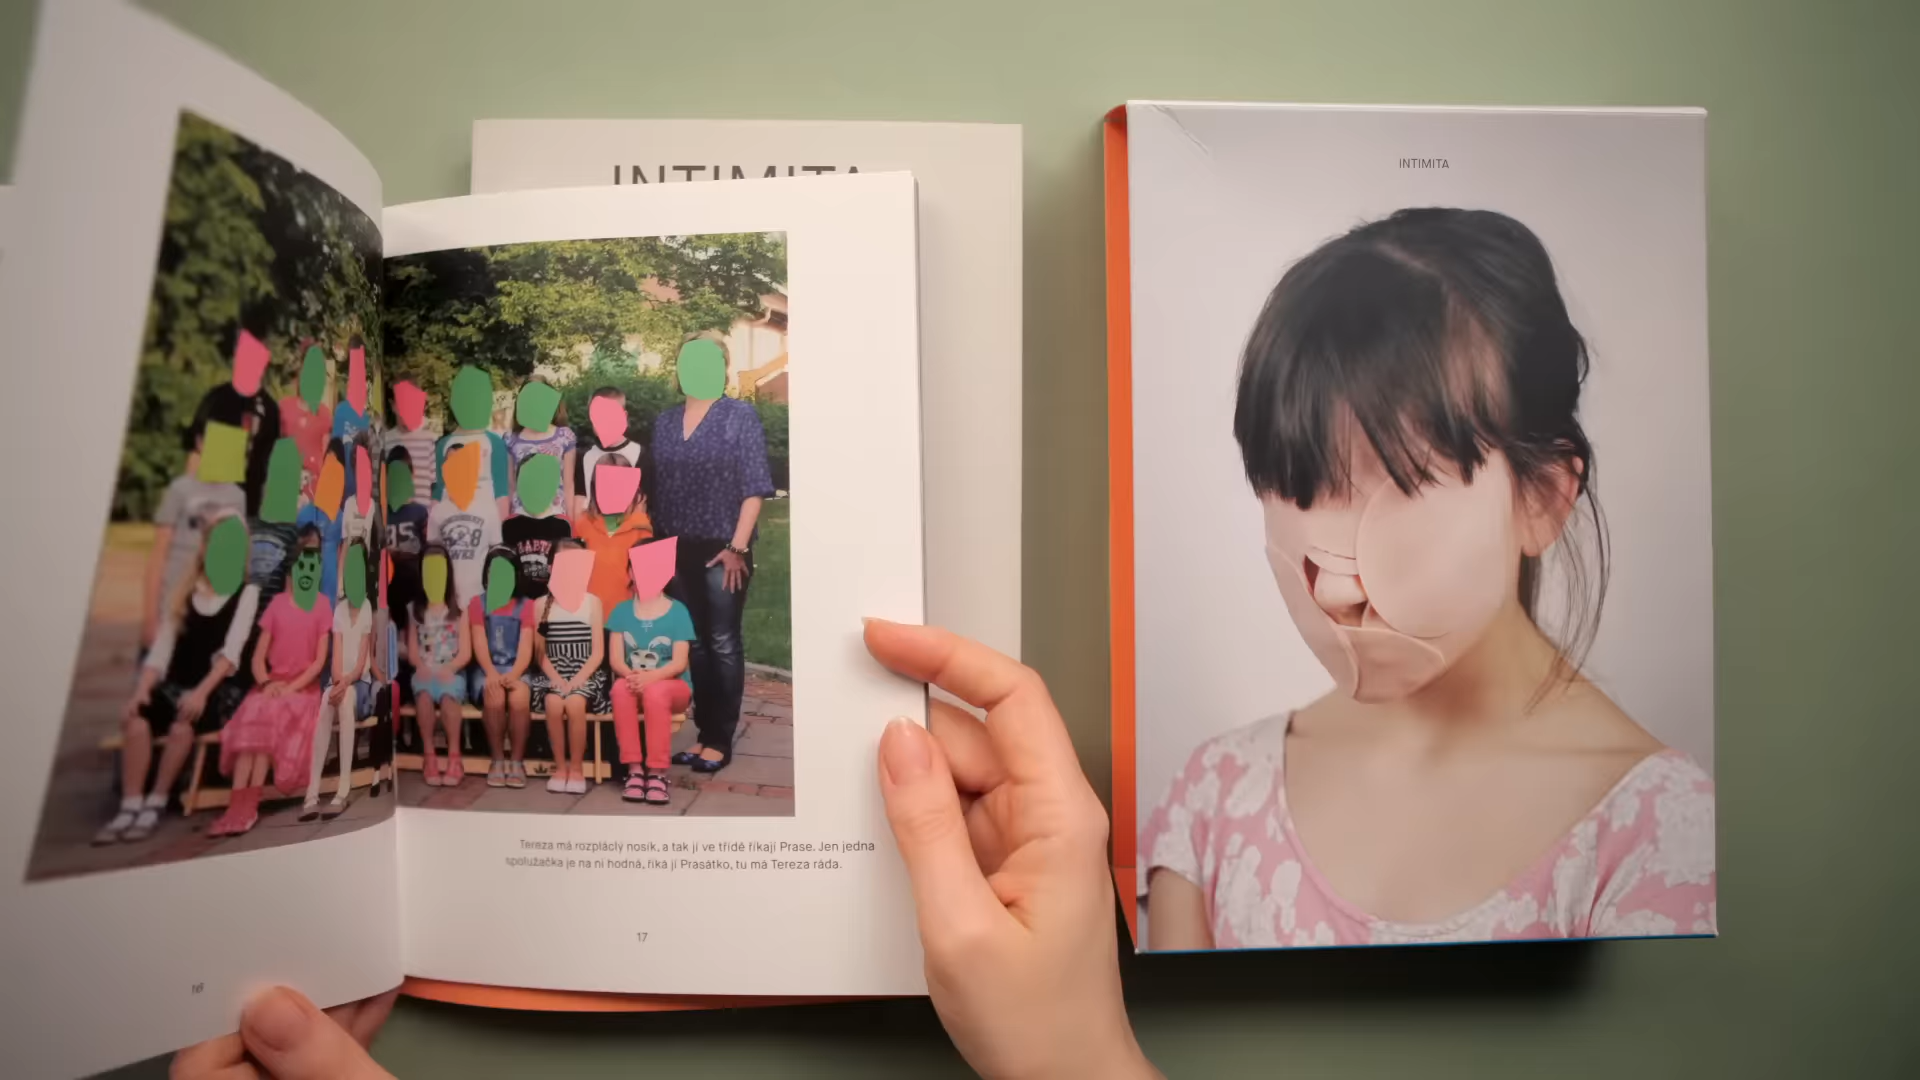 INTIMITA
Tereza má rozpláclý nosík, a tak jí ve třídě říkají Prase. Jen jedna
spolužačka je na ni hodná, říká jí Prasátko, tu má Tereza ráda.
17
INTIMITA